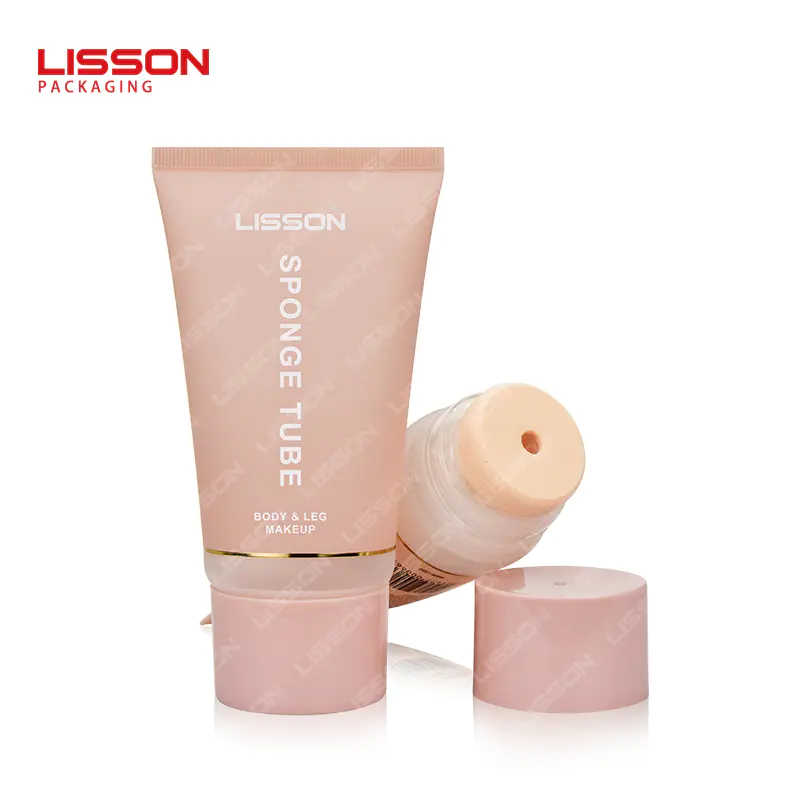 LISSON
PACKAGING
LISSON
SPONGE TUBE
BODY & LEG
MAKEUP